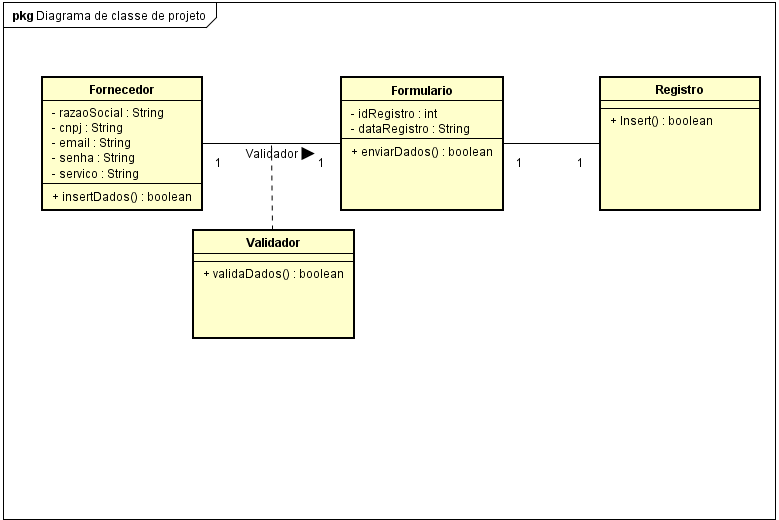 pkg Diagrama de classe de projeto
Fornecedor
- razaoSocial : String
- cnpj : String
- email : String
- senha : String
- servico : String
+ insertDados() : boolean
Validador
1
1
Formulario
- idRegistro : int
- dataRegistro : String
+ enviarDados() : boolean
1
1
Registro
+ Insert() : boolean
Validador
+ validaDados() : boolean